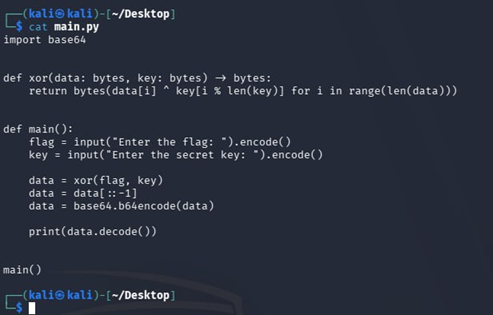 ┌──(kali㉿kali)-[~/Desktop]
└─$ cat main.py
import base64
def xor(data: bytes, key: bytes) → bytes:
    return bytes(data[i] ^ key[i % len(key)] for i in range(len(data)))
def main():
    flag = input("Enter the flag: ").encode()
    key = input("Enter the secret key: ").encode()
    data = xor(flag, key)
    data = data[::-1]
    data = base64.b64encode(data)
    print(data.decode())
main()
┌──(kali㉿kali)-[~/Desktop]
└─$